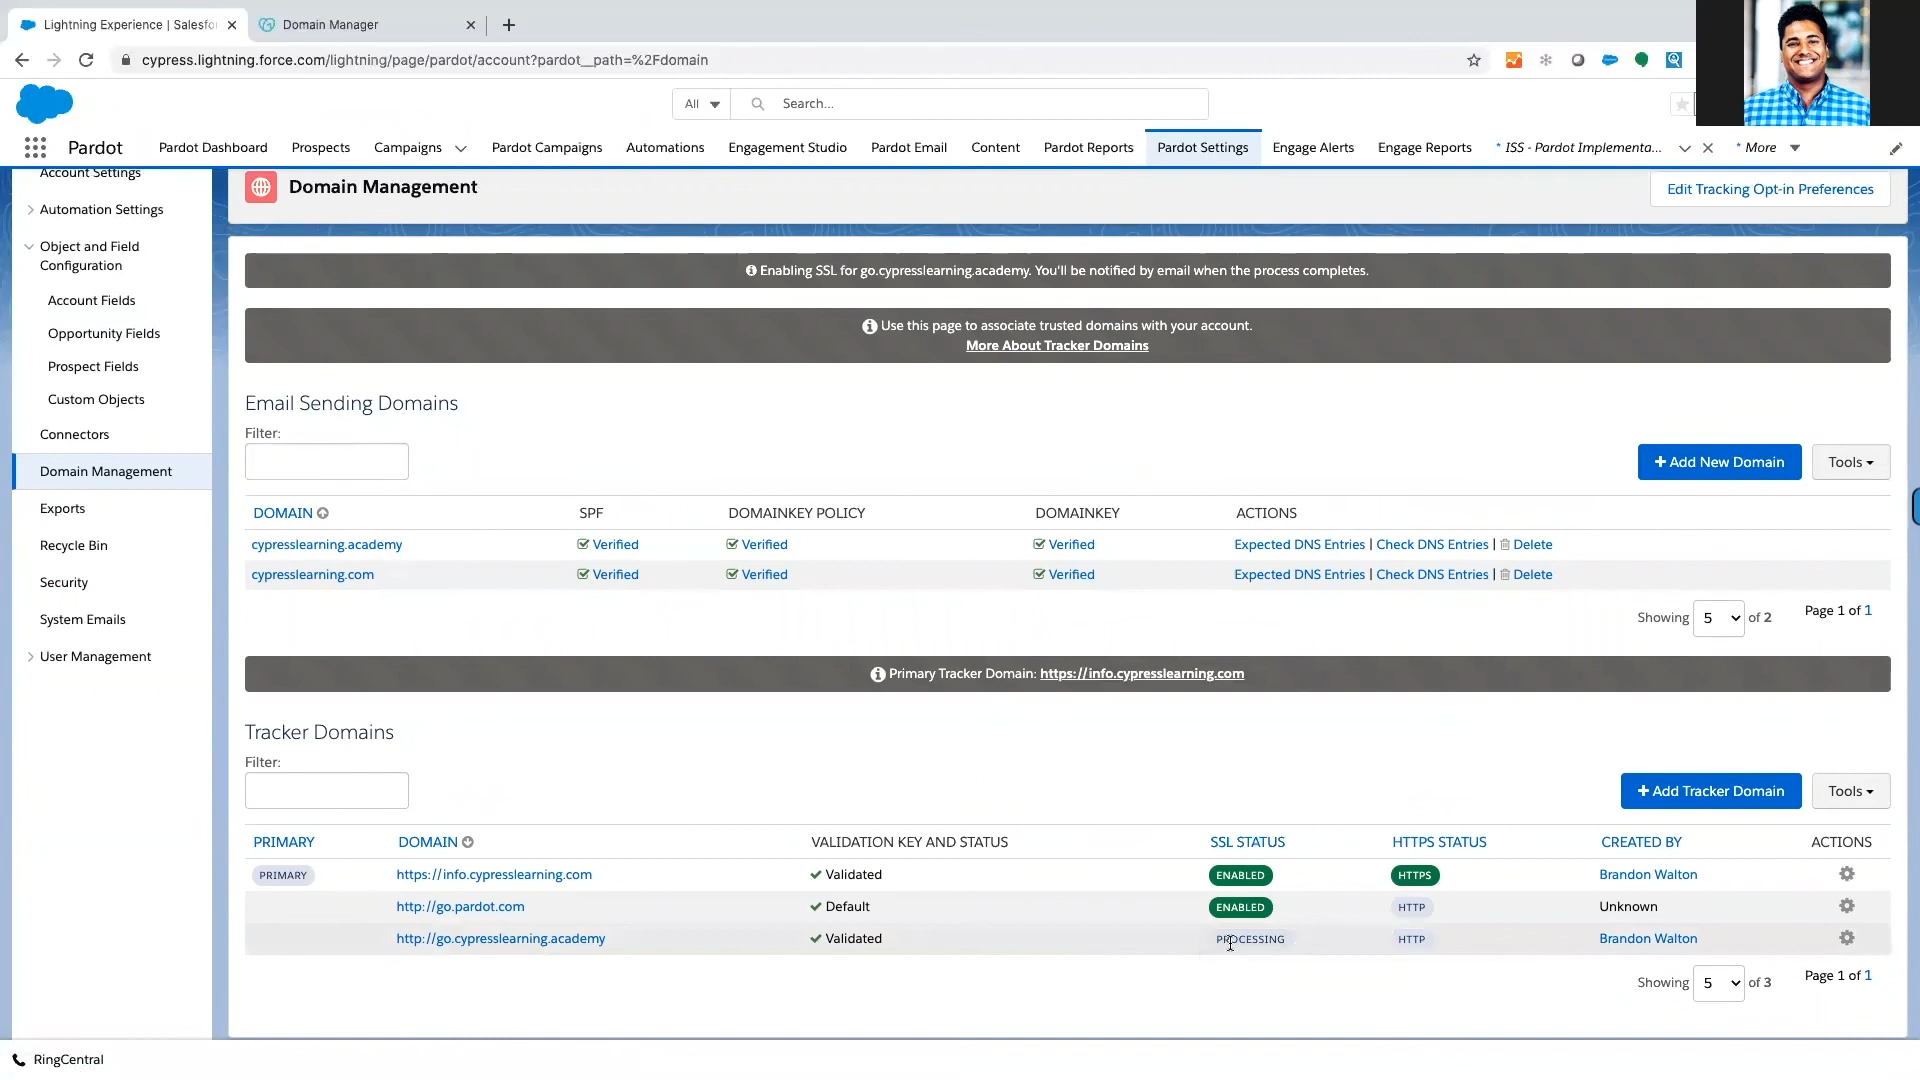 Lightning Experience | Salesfo
Domain Manager
cypress.lightning.force.com/lightning/page/pardot/account?pardot__path=%2Fdomain
All
Search...
Pardot
Pardot Dashboard
Prospects
Campaigns
Pardot Campaigns
Automations
Engagement Studio
Pardot Email
Content
Pardot Reports
Pardot Settings
Engage Alerts
Engage Reports
* ISS - Pardot Implementa...
* More
Account Settings
Automation Settings
Object and Field
Configuration
Account Fields
Opportunity Fields
Prospect Fields
Custom Objects
Connectors
Domain Management
Exports
Recycle Bin
Security
System Emails
User Management
Domain Management
Edit Tracking Opt-in Preferences
Enabling SSL for go.cypresslearning.academy. You'll be notified by email when the process completes.
Use this page to associate trusted domains with your account.
More About Tracker Domains
Email Sending Domains
Filter:
+ Add New Domain
Tools
DOMAIN SPF DOMAINKEY POLICY DOMAINKEY ACTIONS
cypresslearning.academy Verified Verified Verified Expected DNS Entries | Check DNS Entries | Delete
cypresslearning.com Verified Verified Verified Expected DNS Entries | Check DNS Entries | Delete
Showing 5 of 2 Page 1 of 1
Primary Tracker Domain: https://info.cypresslearning.com
Tracker Domains
Filter:
+ Add Tracker Domain
Tools
PRIMARY DOMAIN VALIDATION KEY AND STATUS SSL STATUS HTTPS STATUS CREATED BY ACTIONS
PRIMARY https://info.cypresslearning.com Validated ENABLED HTTPS Brandon Walton
http://go.pardot.com Default ENABLED HTTP Unknown
http://go.cypresslearning.academy Validated PROCESSING HTTP Brandon Walton
Showing 5 of 3 Page 1 of 1
RingCentral